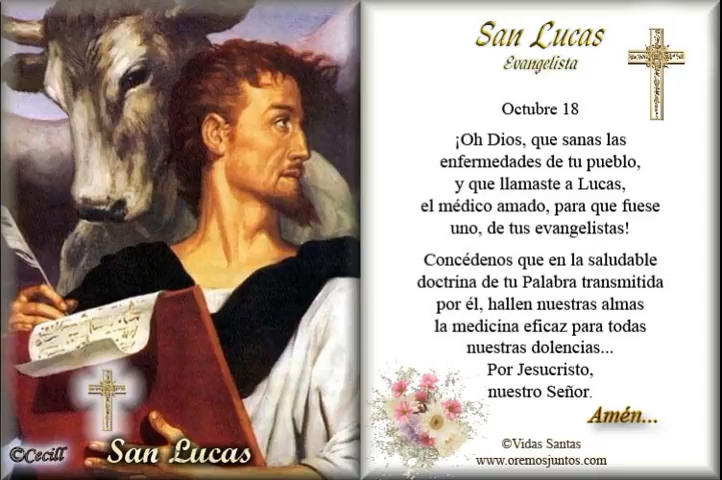 ©Cecill
San Lucas
San Lucas
Evangelista
Octubre 18
¡Oh Dios, que sanas las
enfermedades de tu pueblo,
y que llamaste a Lucas,
el médico amado, para que fuese
uno, de tus evangelistas!
Concédenos que en la saludable
doctrina de tu Palabra transmitida
por él, hallen nuestras almas
la medicina eficaz para todas
nuestras dolencias...
Por Jesucristo,
nuestro Señor.
Amén...
©Vidas Santas
www.oremosjuntos.com